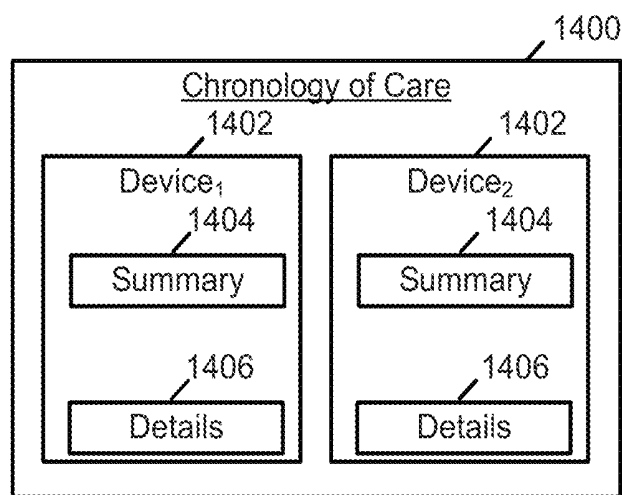 1400
Chronology of Care
1402 1402
Device₁ Device₂
1404 1404
Summary Summary
1406 1406
Details Details